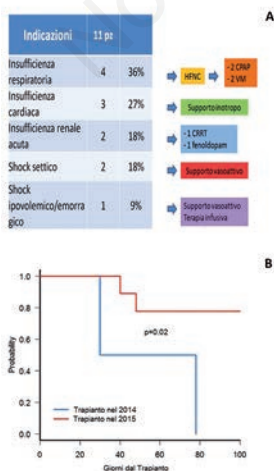 A
Indicazioni 11 pz
Insufficienza
respiratoria 4 36%
HFNC
- 2 CPAP
- 2 VM
Insufficienza
cardiaca 3 27%
Supporto inotropo
Insufficienza renale
acuta 2 18%
- 1 CRRT
- 1 fenoldopam
Shock settico 2 18%
Supporto vasoattivo
Shock
ipovolemico/emorra
gico 1 9%
Supporto vasoattivo
Terapia infusiva
B
1.0
0.8
0.6
0.4
0.2
0.0
Probability
p=0.02
Trapianto nel 2014
Trapianto nel 2015
0 20 40 60 80 100
Giorni dal Trapianto